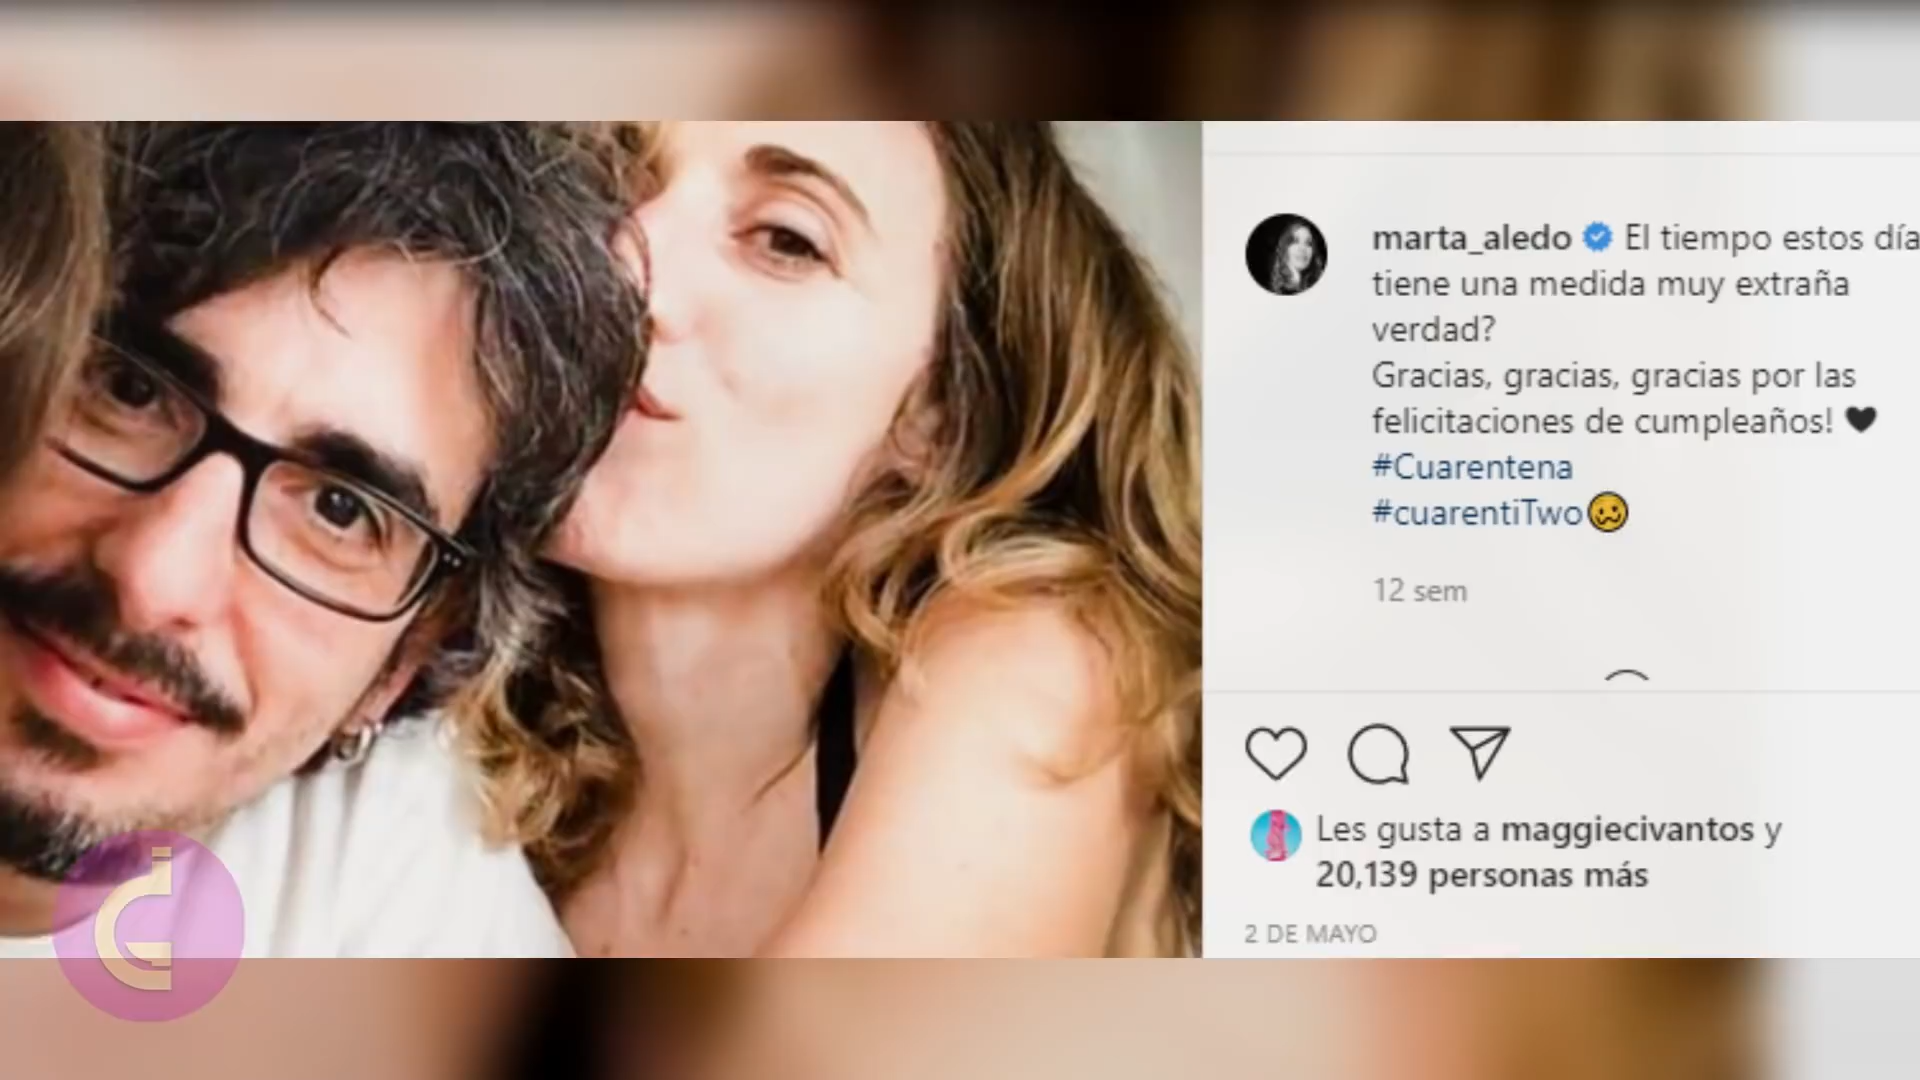 marta_aledo El tiempo estos día
tiene una medida muy extraña
verdad?
Gracias, gracias, gracias por las
felicitaciones de cumpleaños! 🖤
#Cuarentena
#cuarentiTwo🥴
12 sem
Les gusta a maggiecivantos y
20,139 personas más
2 DE MAYO